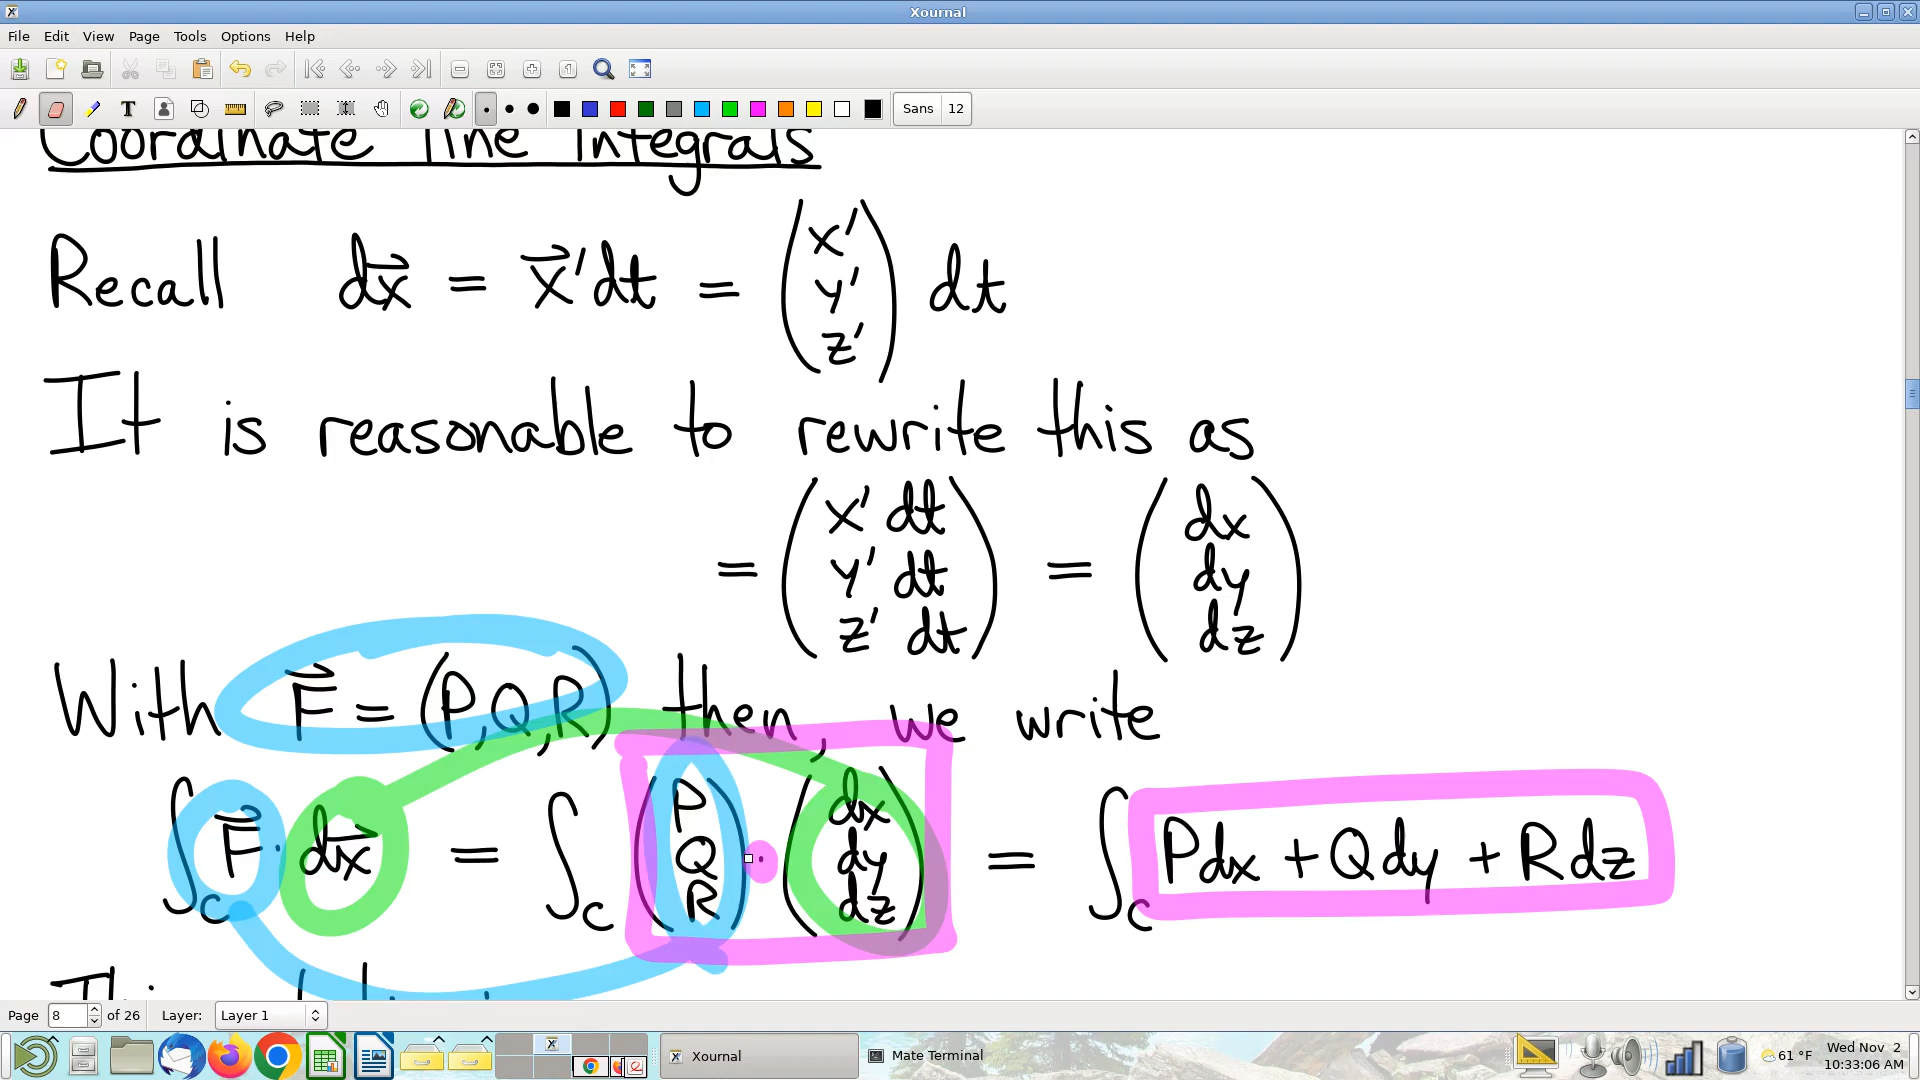 Xournal
File Edit View Page Tools Options Help
Sans 12
Coordinate line integrals
Recall dx⃗ = x⃗'dt = (x' y' z') dt
It is reasonable to rewrite this as
= (x' dt y' dt z' dt) = (dx dy dz)
With F⃗ = (P,Q,R) then, we write
∫_C F⃗ · dx⃗ = ∫_C (P Q R) · (dx dy dz) = ∫_C Pdx + Qdy + Rdz
Page 8 of 26 Layer: Layer 1
Xournal Mate Terminal 61 °F Wed Nov 2
10:33:06 AM